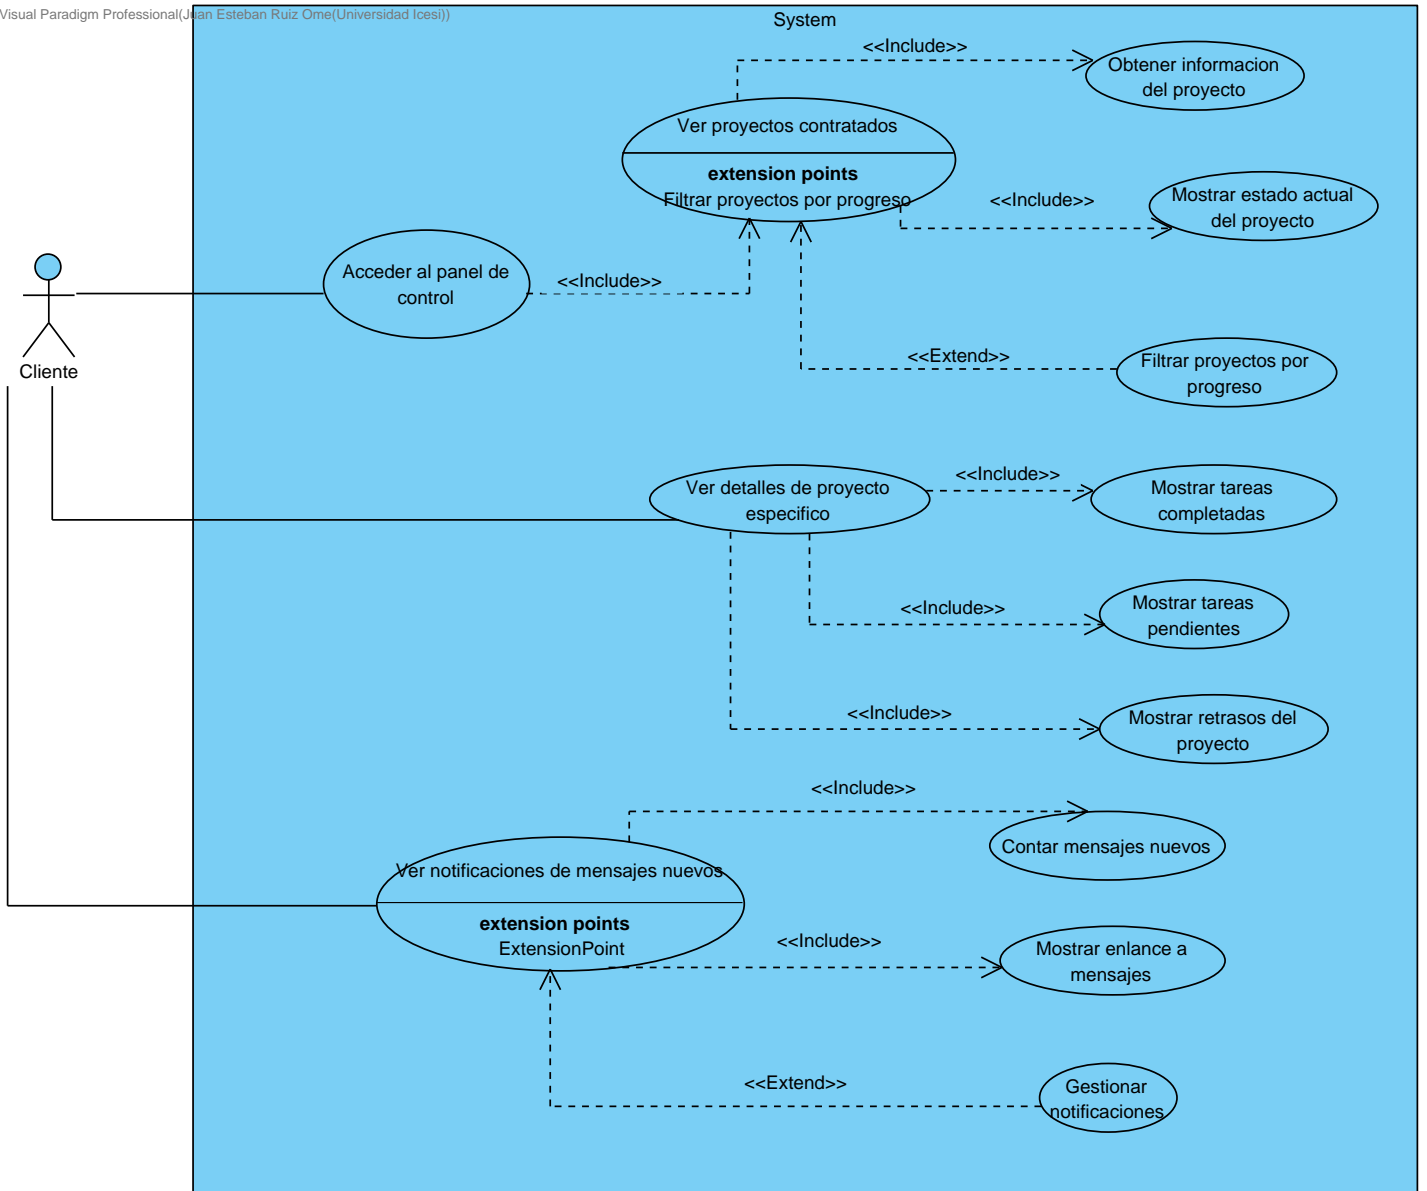 Visual Paradigm Professional(Juan Esteban Ruiz Ome(Universidad Icesi))
System
<<Include>>
Obtener informacion
del proyecto
Ver proyectos contratados
extension points
Filtrar proyectos por progreso
<<Include>>
Mostrar estado actual
del proyecto
Acceder al panel de
control
<<Include>>
Cliente
<<Extend>>
Filtrar proyectos por
progreso
Ver detalles de proyecto
especifico
<<Include>>
Mostrar tareas
completadas
<<Include>>
Mostrar tareas
pendientes
<<Include>>
Mostrar retrasos del
proyecto
<<Include>>
Contar mensajes nuevos
Ver notificaciones de mensajes nuevos
extension points
ExtensionPoint
<<Include>>
Mostrar enlance a
mensajes
<<Extend>>
Gestionar
notificaciones